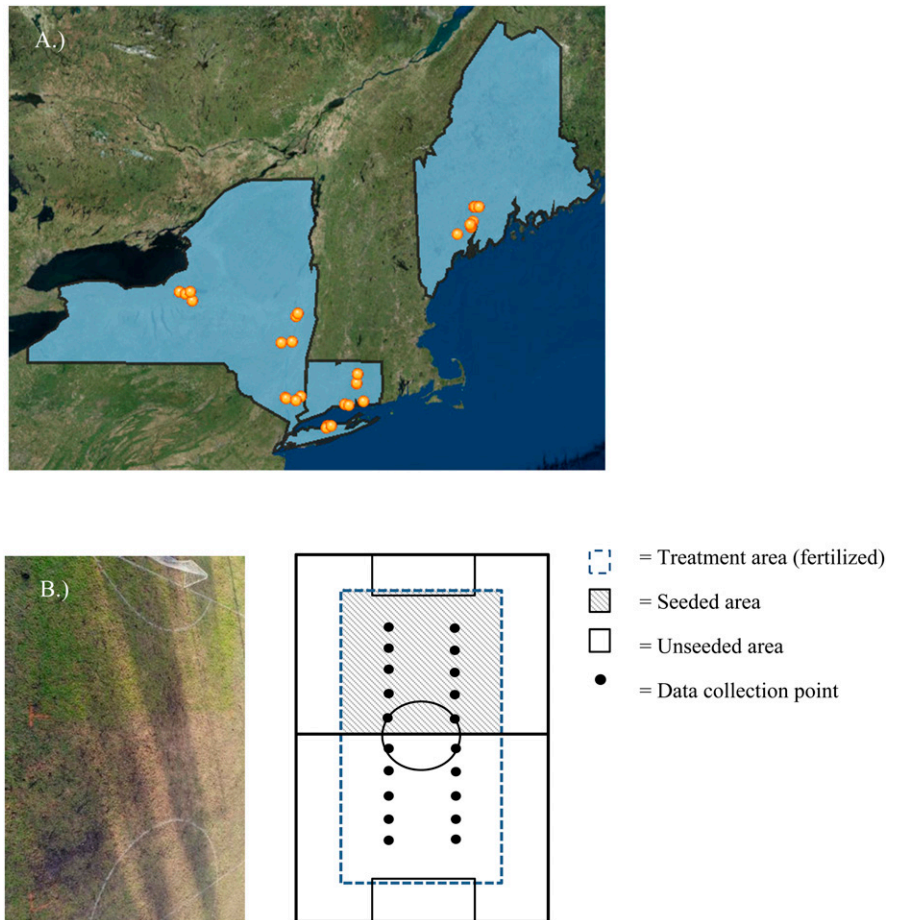 A.)
B.)
= Treatment area (fertilized)
= Seeded area
= Unseeded area
= Data collection point